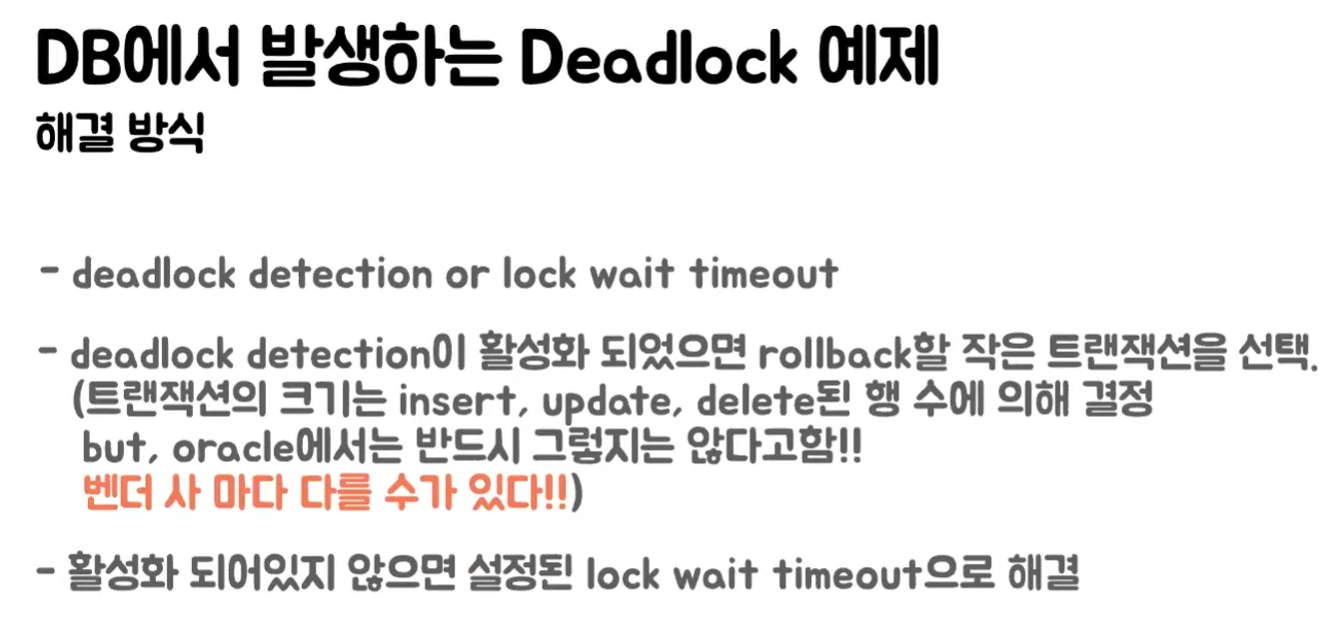 DB에서 발생하는 Deadlock 예제
해결 방식
- deadlock detection or lock wait timeout
- deadlock detection이 활성화 되었으면 rollback할 작은 트랜잭션을 선택.
(트랜잭션의 크기는 insert, update, delete된 행 수에 의해 결정
but, oracle에서는 반드시 그렇지는 않다고함!!
벤더 사 마다 다를 수가 있다!!)
- 활성화 되어있지 않으면 설정된 lock wait timeout으로 해결